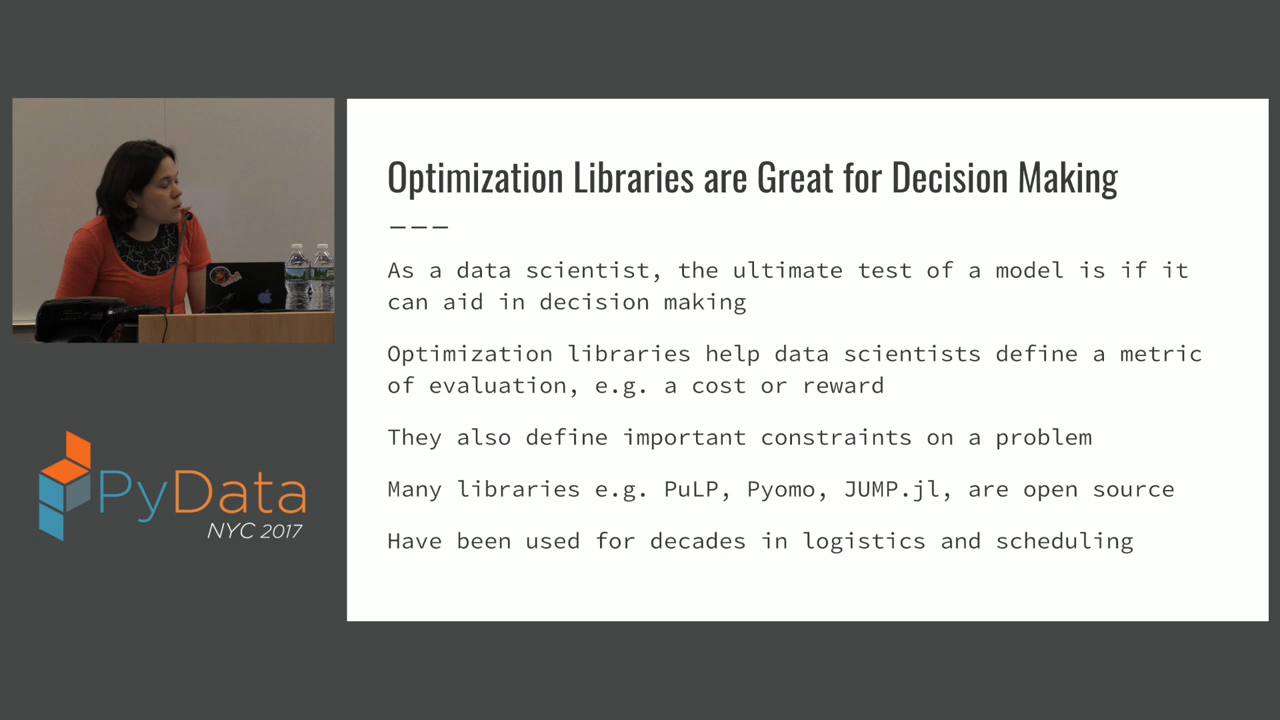 Optimization Libraries are Great for Decision Making
As a data scientist, the ultimate test of a model is if it
can aid in decision making
Optimization libraries help data scientists define a metric
of evaluation, e.g. a cost or reward
They also define important constraints on a problem
Many libraries e.g. PuLP, Pyomo, JUMP.jl, are open source
Have been used for decades in logistics and scheduling
PyData
NYC 2017